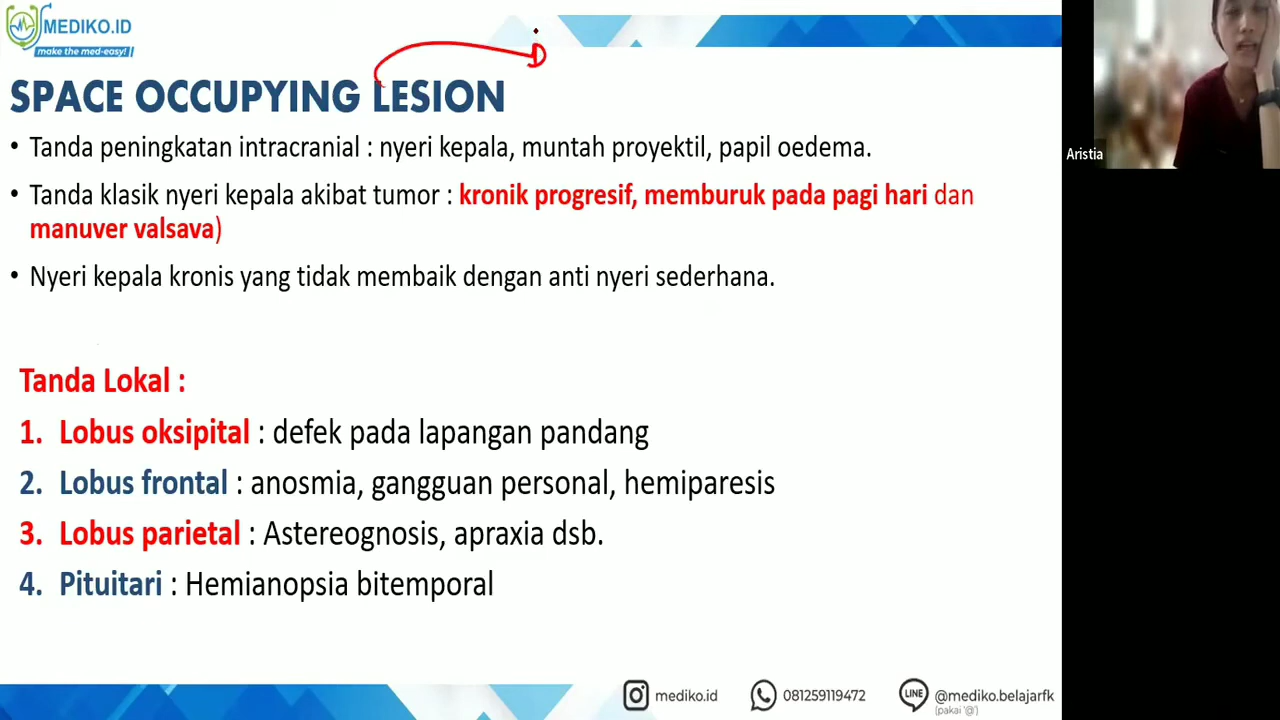 MEDIKO.ID
make the med-easy!
SPACE OCCUPYING LESION
• Tanda peningkatan intracranial : nyeri kepala, muntah proyektil, papil oedema.
• Tanda klasik nyeri kepala akibat tumor : kronik progresif, memburuk pada pagi hari dan
manuver valsava)
• Nyeri kepala kronis yang tidak membaik dengan anti nyeri sederhana.
Tanda Lokal :
1. Lobus oksipital : defek pada lapangan pandang
2. Lobus frontal : anosmia, gangguan personal, hemiparesis
3. Lobus parietal : Astereognosis, apraxia dsb.
4. Pituitari : Hemianopsia bitemporal
Aristia
mediko.id
081259119472
LINE
@mediko.belajarfk
(pakai '@')